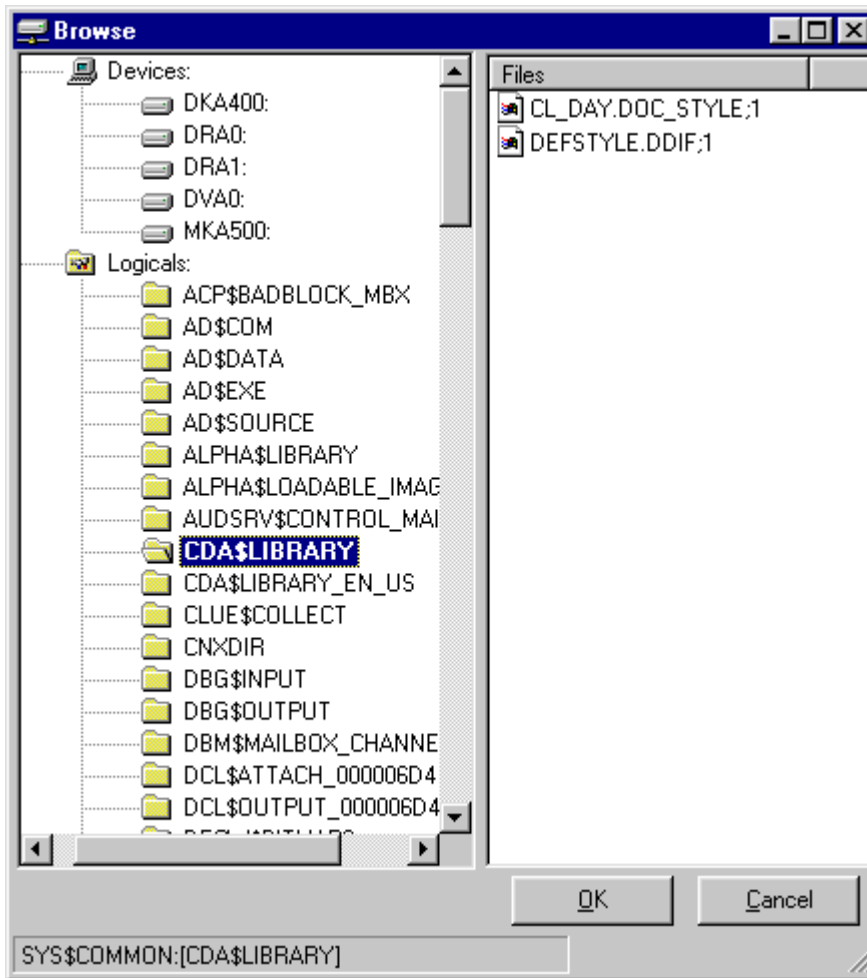 Browse
Devices:
DKA400:
DRA0:
DRA1:
DVA0:
MKA500:
Logicals:
ACP$BADBLOCK_MBX
AD$COM
AD$DATA
AD$EXE
AD$SOURCE
ALPHA$LIBRARY
ALPHA$LOADABLE_IMAG
AUDSRV$CONTROL_MAI
CDA$LIBRARY
CDA$LIBRARY_EN_US
CLUE$COLLECT
CNXDIR
DBG$INPUT
DBG$OUTPUT
DBM$MAILBOX_CHANNE
DCL$ATTACH_000006D4
DCL$OUTPUT_000006D4
Files
CL_DAY.DOC_STYLE;1
DEFSTYLE.DDIF;1
OK
Cancel
SYS$COMMON:[CDA$LIBRARY]